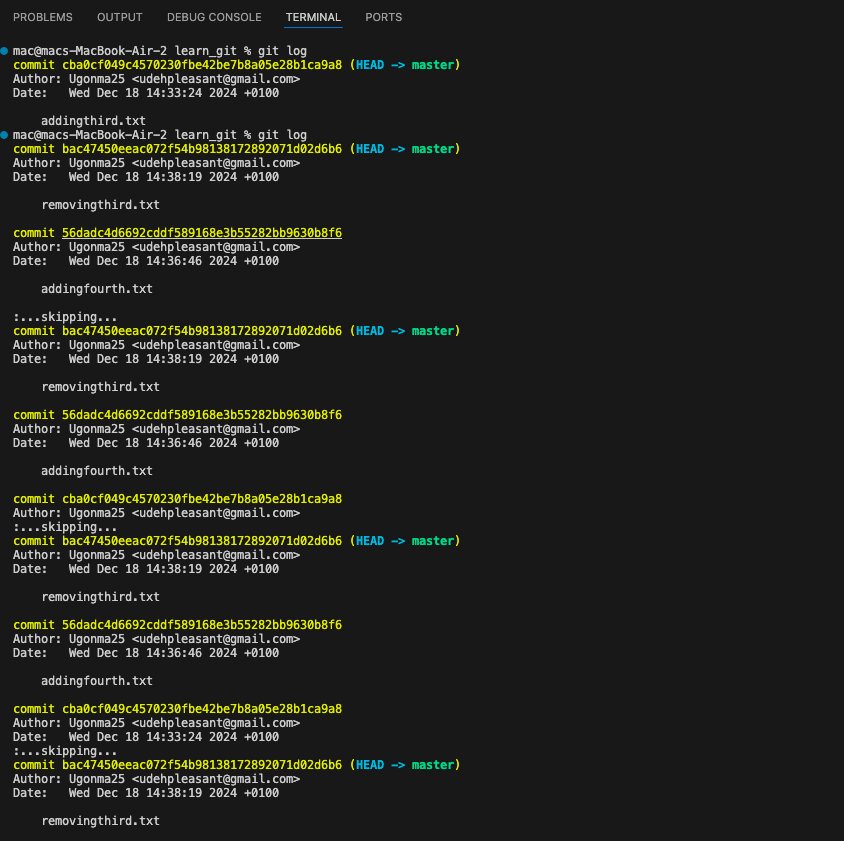 PROBLEMS OUTPUT DEBUG CONSOLE TERMINAL PORTS
mac@macs-MacBook-Air-2 learn_git % git log
commit cba0cf049c4570230fbe42be7b8a05e28b1ca9a8 (HEAD -> master)
Author: Ugonma25 <udehpleasant@gmail.com>
Date:   Wed Dec 18 14:33:24 2024 +0100

    addingthird.txt
mac@macs-MacBook-Air-2 learn_git % git log
commit bac47450eeac072f54b98138172892071d02d6b6 (HEAD -> master)
Author: Ugonma25 <udehpleasant@gmail.com>
Date:   Wed Dec 18 14:38:19 2024 +0100

    removingthird.txt

commit 56dadc4d6692cddf589168e3b55282bb9630b8f6
Author: Ugonma25 <udehpleasant@gmail.com>
Date:   Wed Dec 18 14:36:46 2024 +0100

    addingfourth.txt

:...skipping...
commit bac47450eeac072f54b98138172892071d02d6b6 (HEAD -> master)
Author: Ugonma25 <udehpleasant@gmail.com>
Date:   Wed Dec 18 14:38:19 2024 +0100

    removingthird.txt

commit 56dadc4d6692cddf589168e3b55282bb9630b8f6
Author: Ugonma25 <udehpleasant@gmail.com>
Date:   Wed Dec 18 14:36:46 2024 +0100

    addingfourth.txt

commit cba0cf049c4570230fbe42be7b8a05e28b1ca9a8
Author: Ugonma25 <udehpleasant@gmail.com>
:...skipping...
commit bac47450eeac072f54b98138172892071d02d6b6 (HEAD -> master)
Author: Ugonma25 <udehpleasant@gmail.com>
Date:   Wed Dec 18 14:38:19 2024 +0100

    removingthird.txt

commit 56dadc4d6692cddf589168e3b55282bb9630b8f6
Author: Ugonma25 <udehpleasant@gmail.com>
Date:   Wed Dec 18 14:36:46 2024 +0100

    addingfourth.txt

commit cba0cf049c4570230fbe42be7b8a05e28b1ca9a8
Author: Ugonma25 <udehpleasant@gmail.com>
Date:   Wed Dec 18 14:33:24 2024 +0100
:...skipping...
commit bac47450eeac072f54b98138172892071d02d6b6 (HEAD -> master)
Author: Ugonma25 <udehpleasant@gmail.com>
Date:   Wed Dec 18 14:38:19 2024 +0100

    removingthird.txt